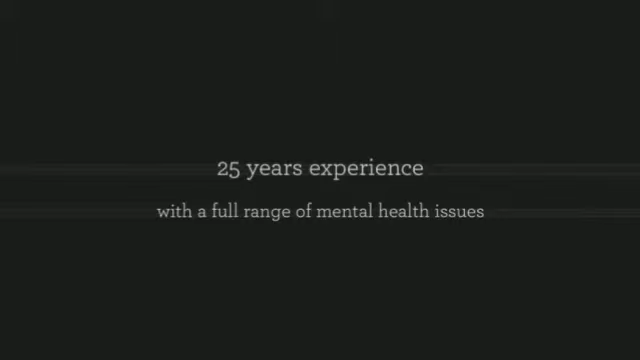 25 years experience
with a full range of mental health issues